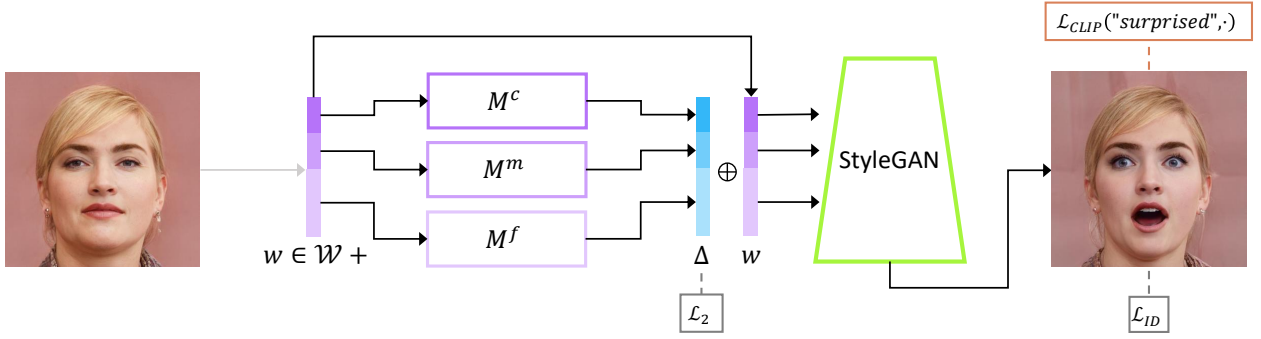 ℒ_CLIP("surprised",·)
M^c
M^m
StyleGAN
M^f
w ∈ 𝒲 +
Δ
w
ℒ_2
ℒ_ID